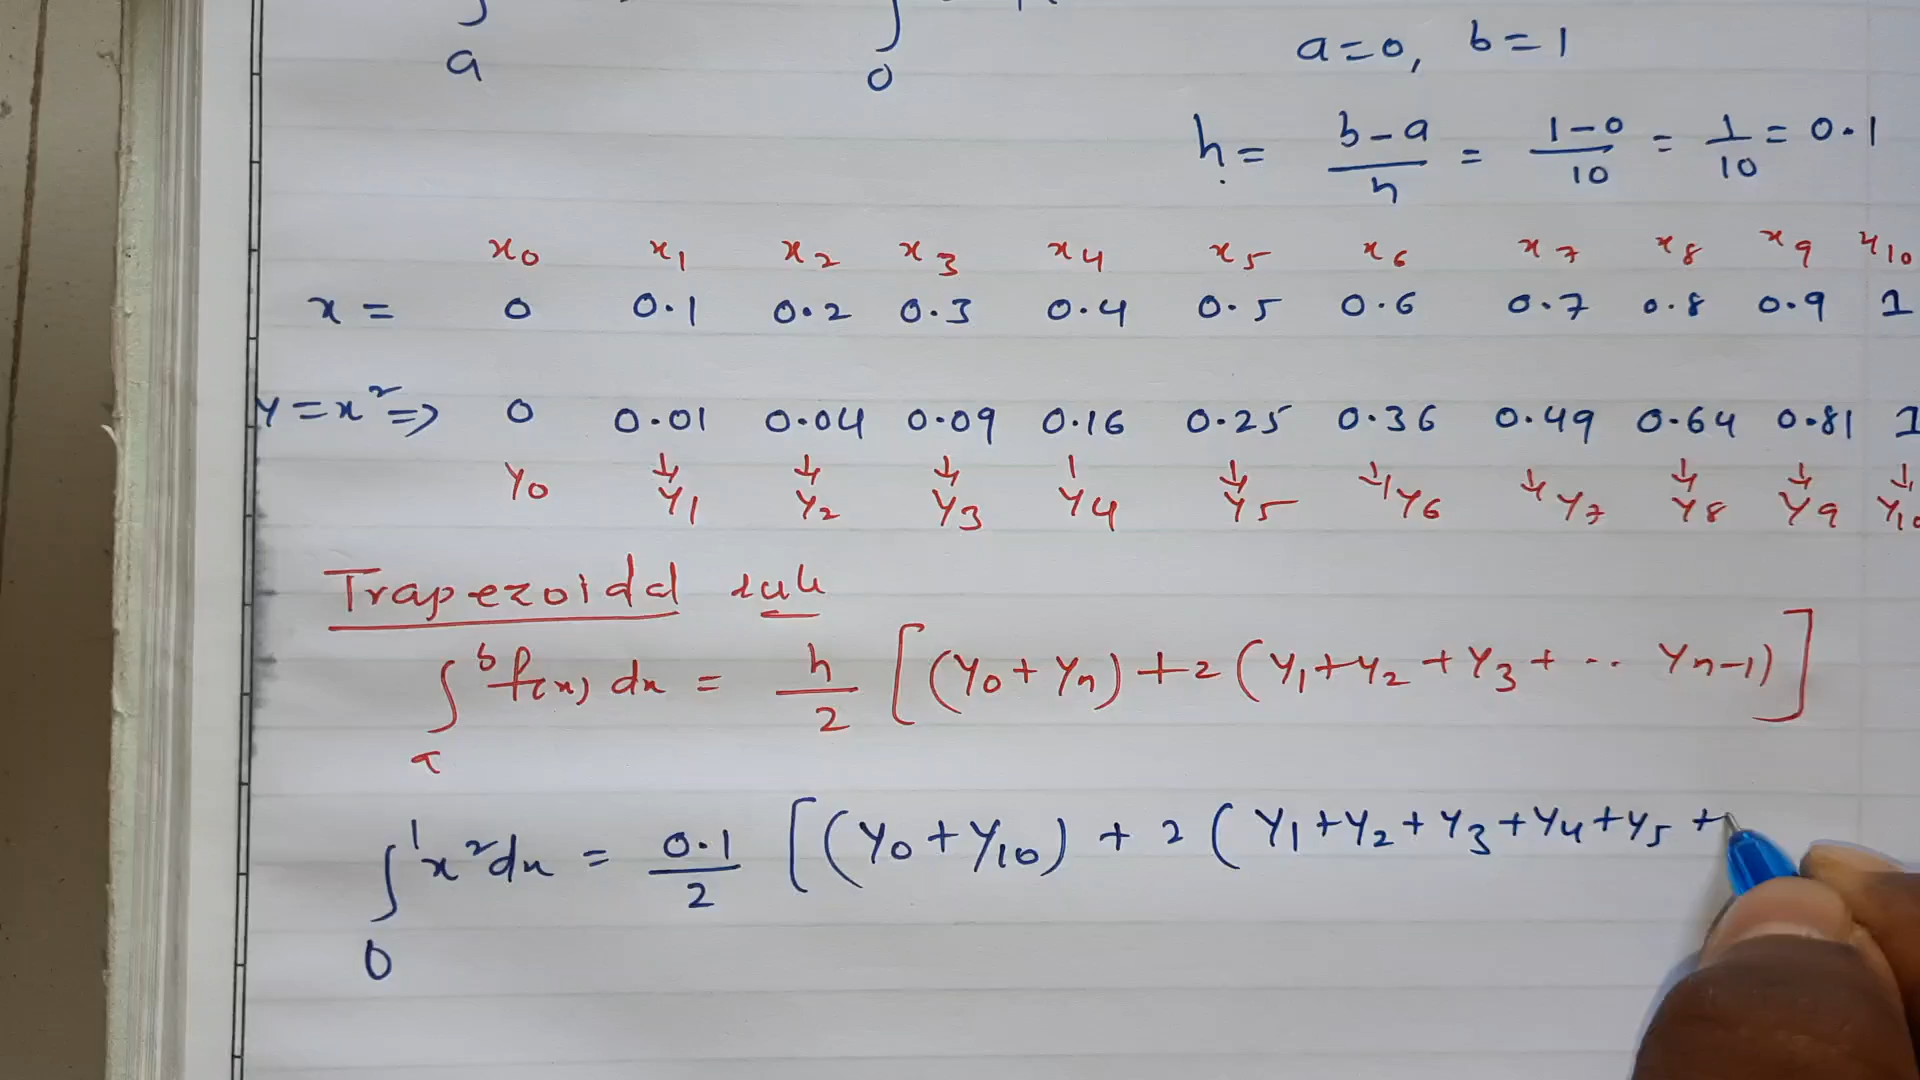 ∫ ∫
a 0 a=0, b=1
h = b-a/n = 1-0/10 = 1/10 = 0.1
x0 x1 x2 x3 x4 x5 x6 x7 x8 x9 x10
x = 0 0.1 0.2 0.3 0.4 0.5 0.6 0.7 0.8 0.9 1
y=x² ⇒ 0 0.01 0.04 0.09 0.16 0.25 0.36 0.49 0.64 0.81 1
y0 ↓y1 ↓y2 ↓y3 ↓y4 ↓y5 ↓y6 ↓y7 ↓y8 ↓y9 ↓y10
Trapezoidal rule
∫_a^b f(x) dx = h/2 [(y0+yn)+2(y1+y2+y3+... yn-1)]
∫_0^1 x²dx = 0.1/2 [(y0+y10)+2(y1+y2+y3+y4+y5+